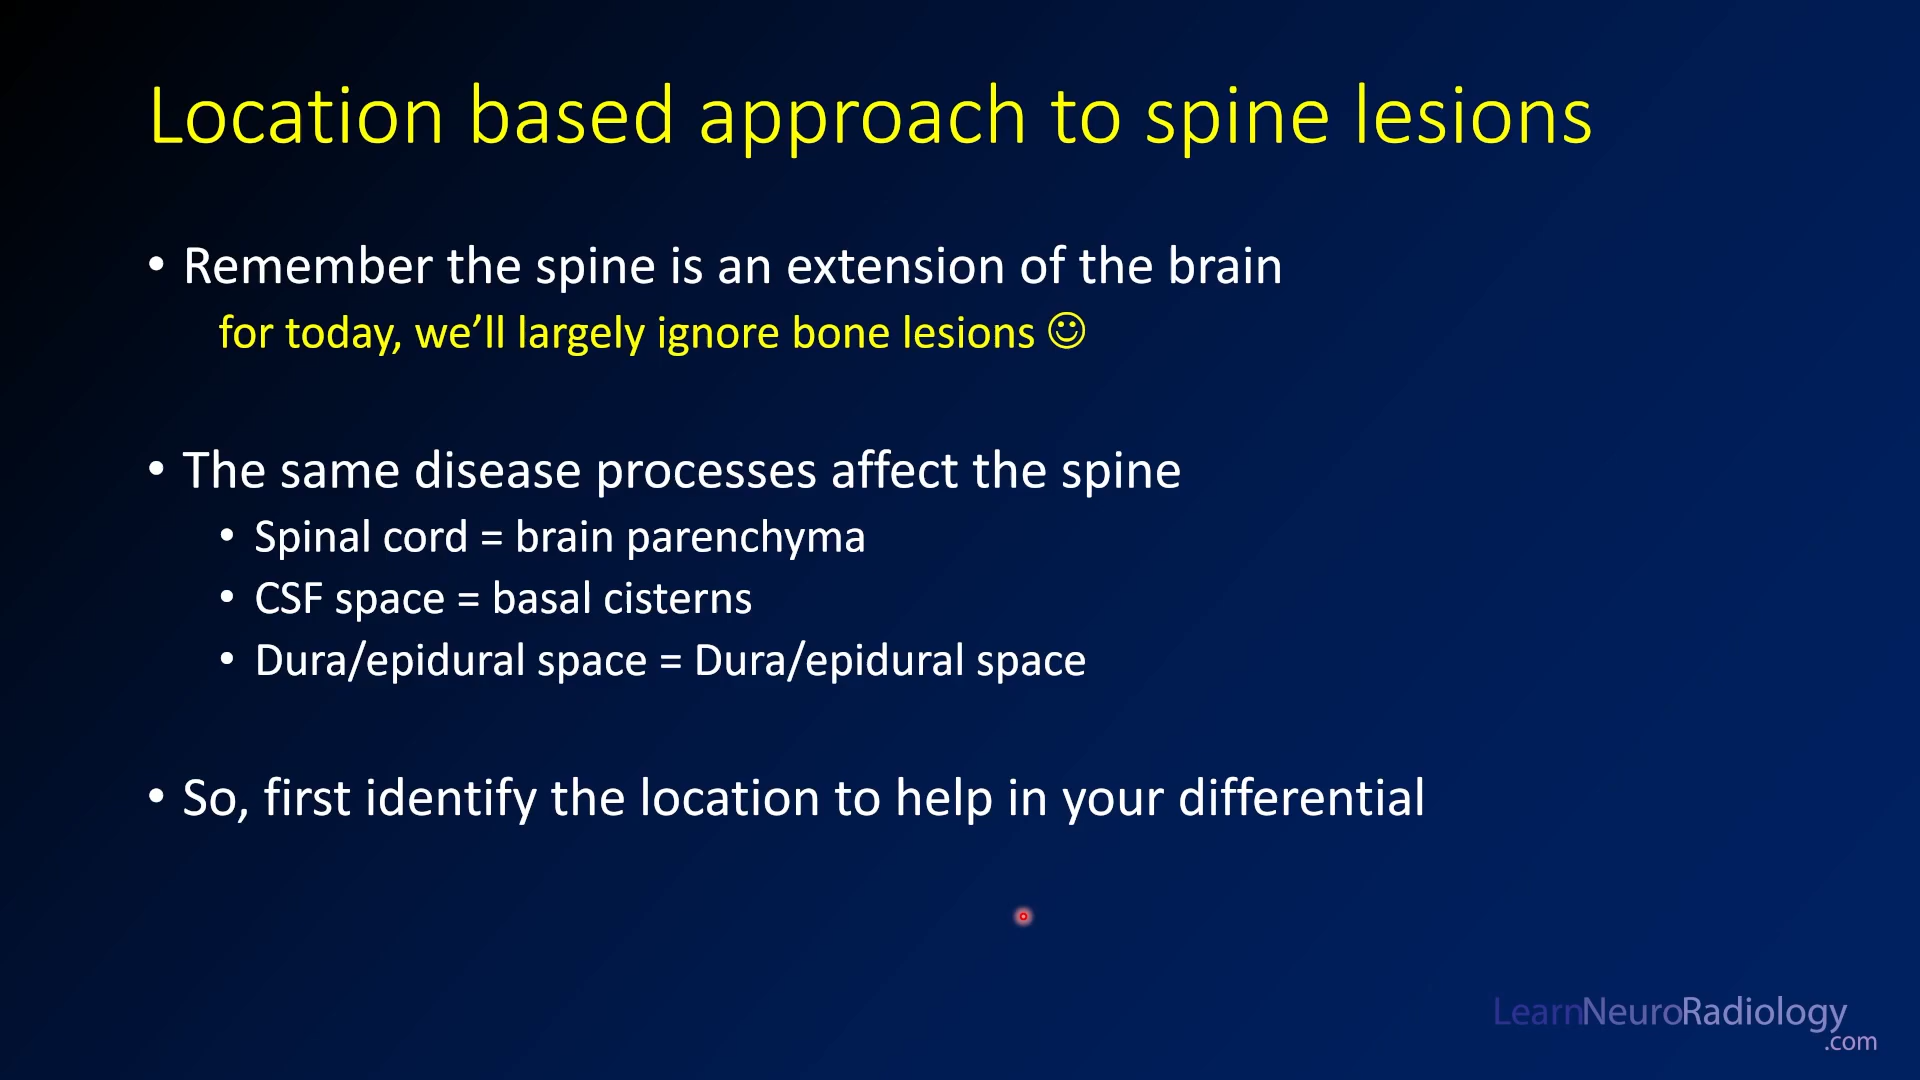 Location based approach to spine lesions
• Remember the spine is an extension of the brain
for today, we’ll largely ignore bone lesions ☺
• The same disease processes affect the spine
• Spinal cord = brain parenchyma
• CSF space = basal cisterns
• Dura/epidural space = Dura/epidural space
• So, first identify the location to help in your differential
LearnNeuroRadiology
.com